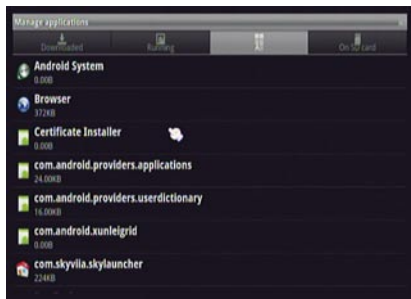 Manage applications
Downloaded
Running
On SD card
Android System
0.00B
Browser
372KB
Certificate Installer
0.00B
com.android.providers.applications
24.00KB
com.android.providers.userdictionary
16.00KB
com.android.xunleigrid
0.00B
com.skyviia.skylauncher
224KB